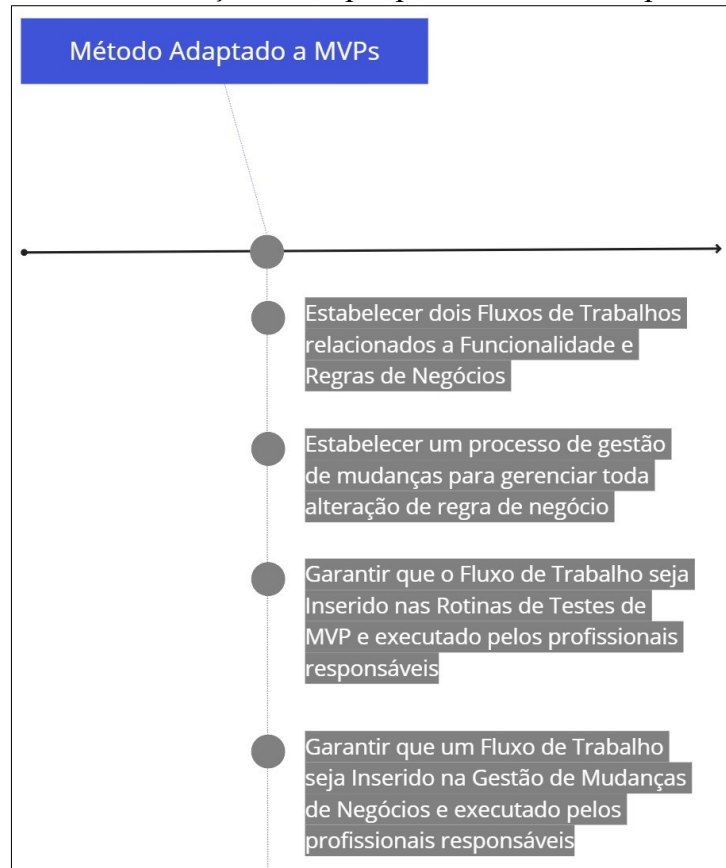 Método Adaptado a MVPs
Estabelecer dois Fluxos de Trabalhos
relacionados a Funcionalidade e
Regras de Negócios
Estabelecer um processo de gestão
de mudanças para gerenciar toda
alteração de regra de negócio
Garantir que o Fluxo de Trabalho seja
Inserido nas Rotinas de Testes de
MVP e executado pelos profissionais
responsáveis
Garantir que um Fluxo de Trabalho
seja Inserido na Gestão de Mudanças
de Negócios e executado pelos
profissionais responsáveis